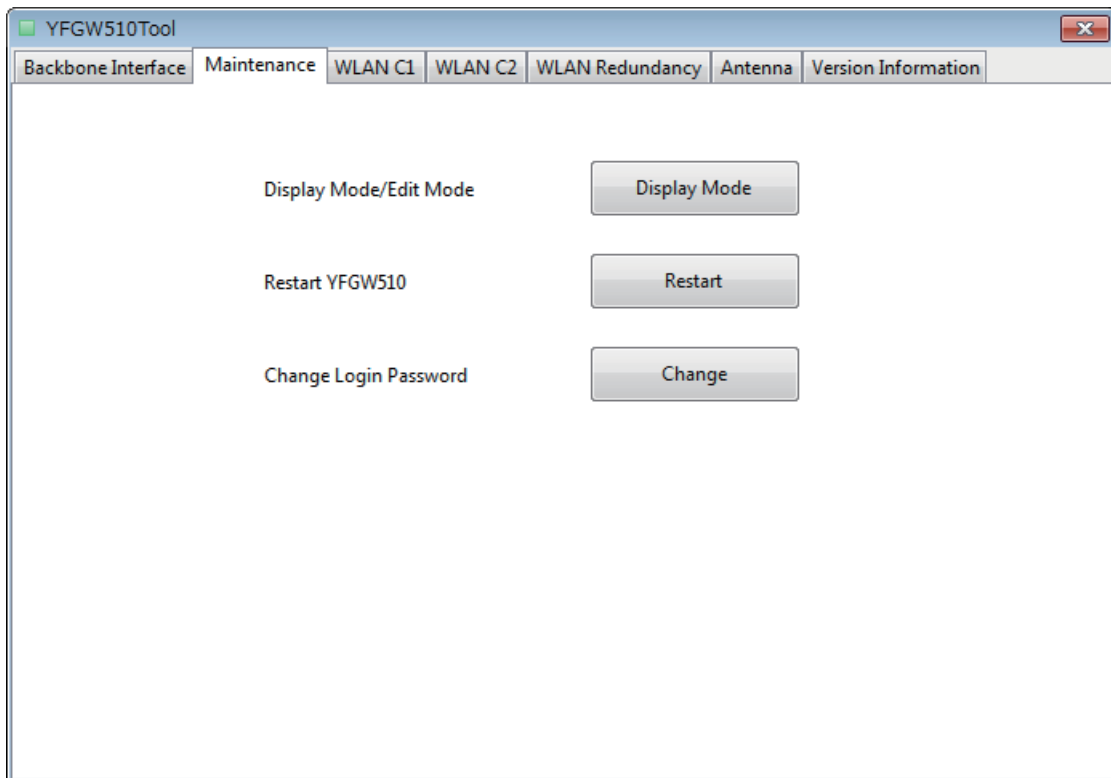 YFGW510Tool
Backbone Interface Maintenance WLAN C1 WLAN C2 WLAN Redundancy Antenna Version Information
Display Mode/Edit Mode Display Mode
Restart YFGW510 Restart
Change Login Password Change